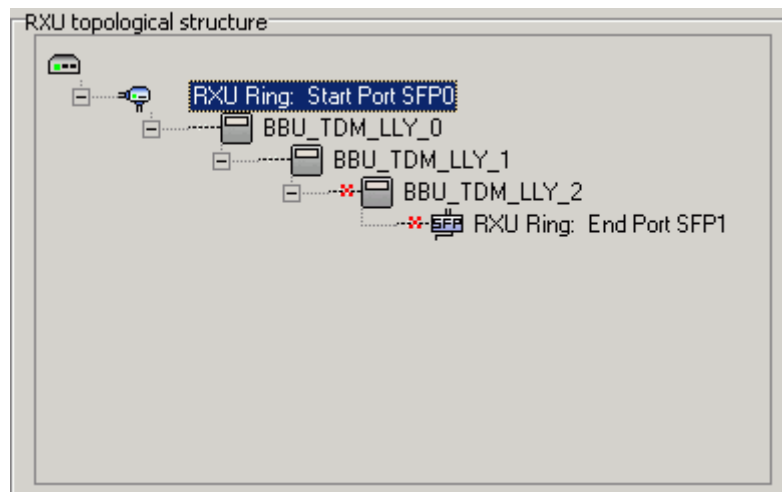 RXU topological structure
RXU Ring: Start Port SFP0
BBU_TDM_LLY_0
BBU_TDM_LLY_1
BBU_TDM_LLY_2
SFP RXU Ring: End Port SFP1